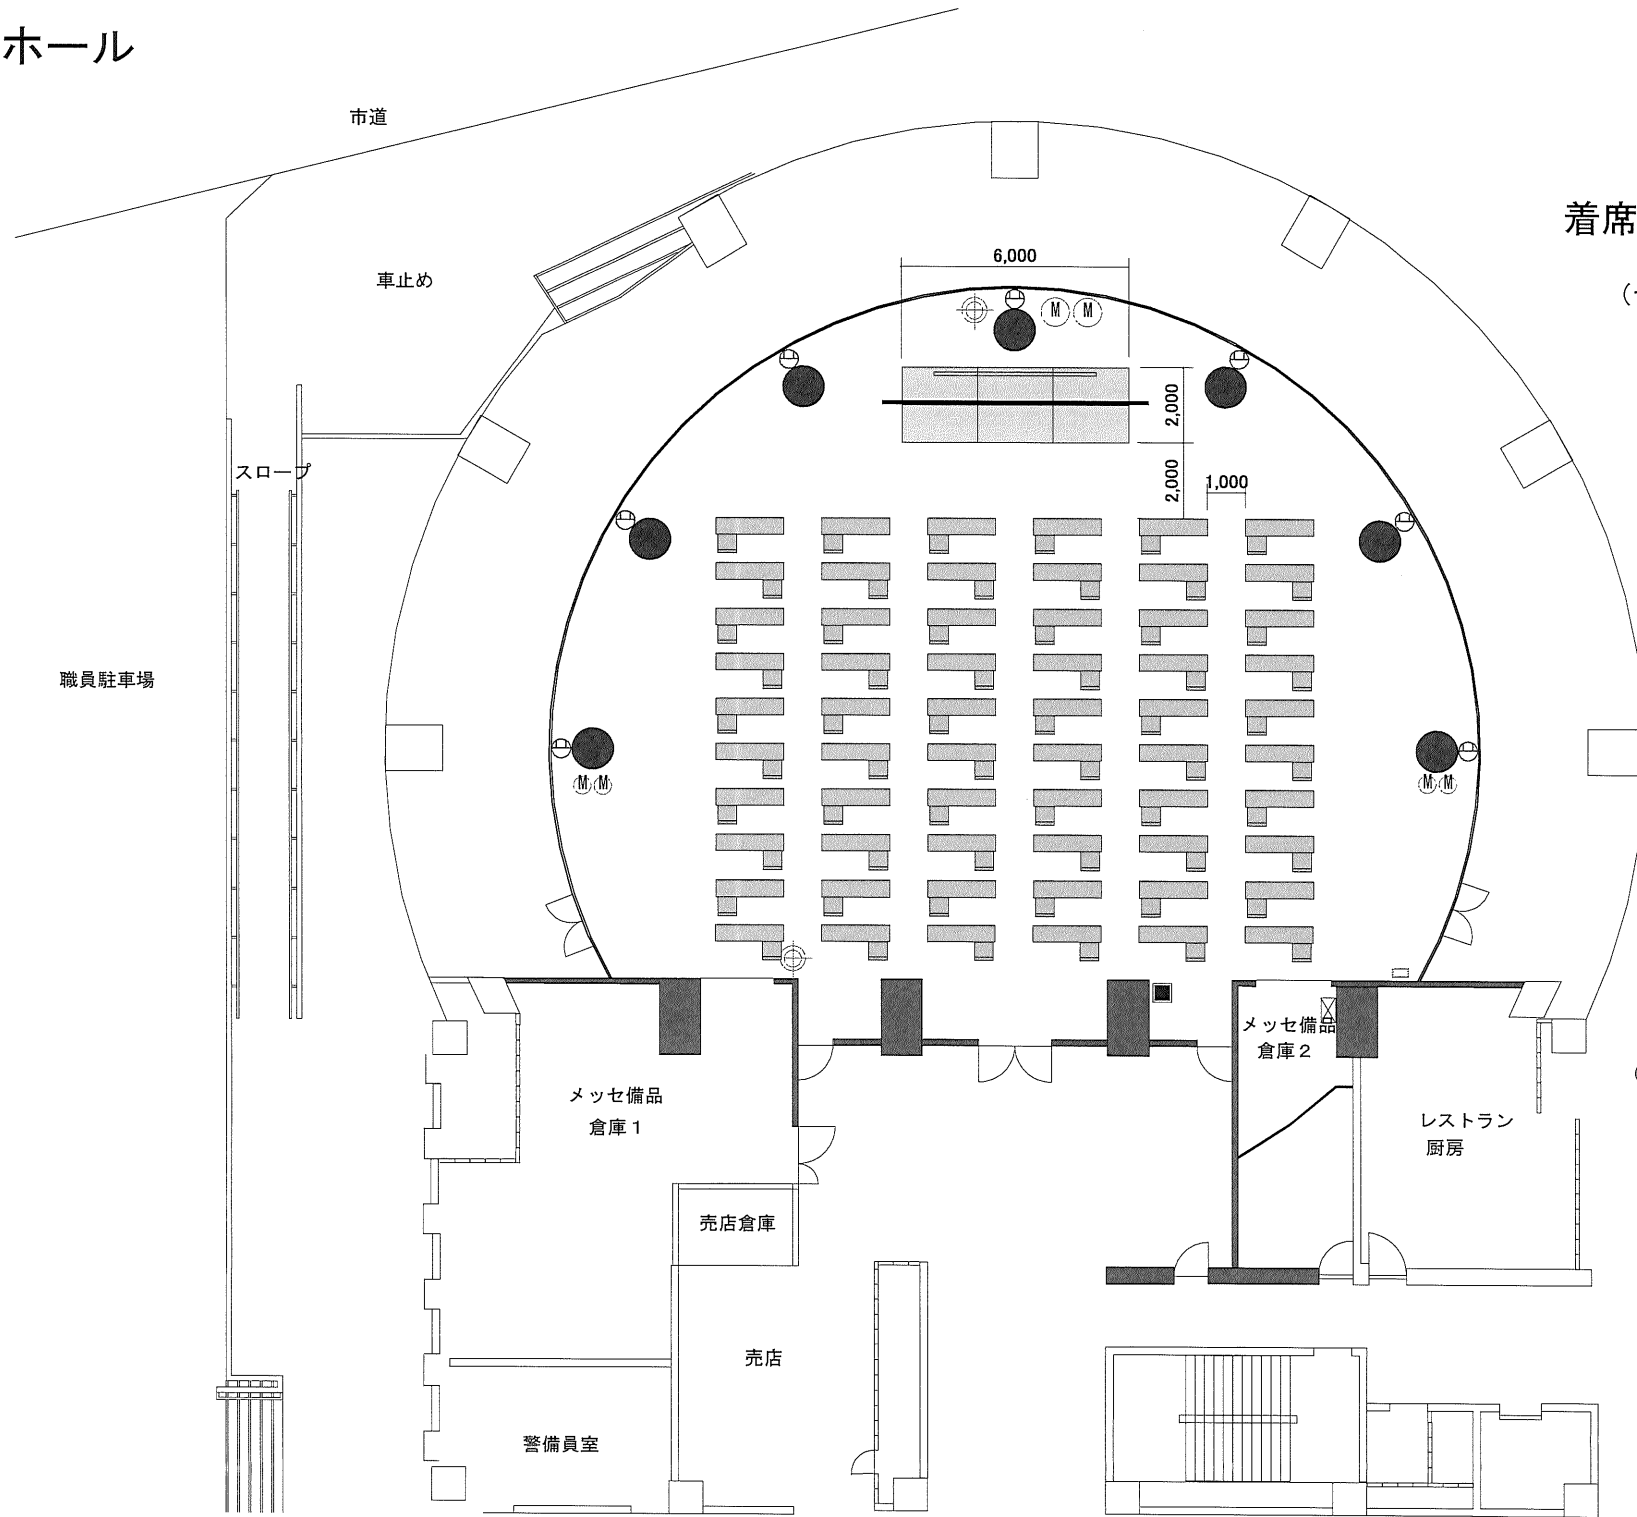 ホール
市道
着席
6,000
車止め
（
M M
2,000
2,000
1,000
スロープ
職員駐車場
M M
M M
メッセ備品
倉庫２
メッセ備品
倉庫１
レストラン
厨房
（
売店倉庫
売店
警備員室